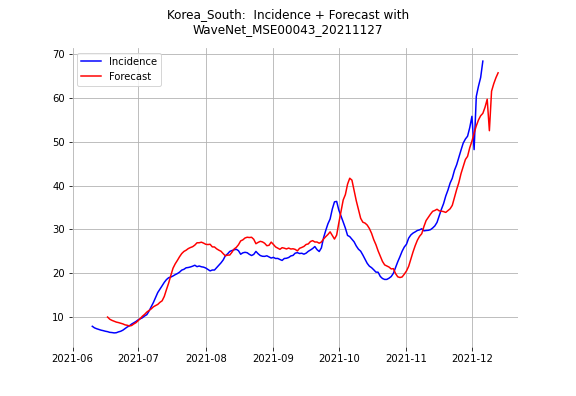 Korea_South:  Incidence + Forecast with
WaveNet_MSE00043_20211127
Incidence
Forecast
70
60
50
40
30
20
10
2021-06 2021-07 2021-08 2021-09 2021-10 2021-11 2021-12